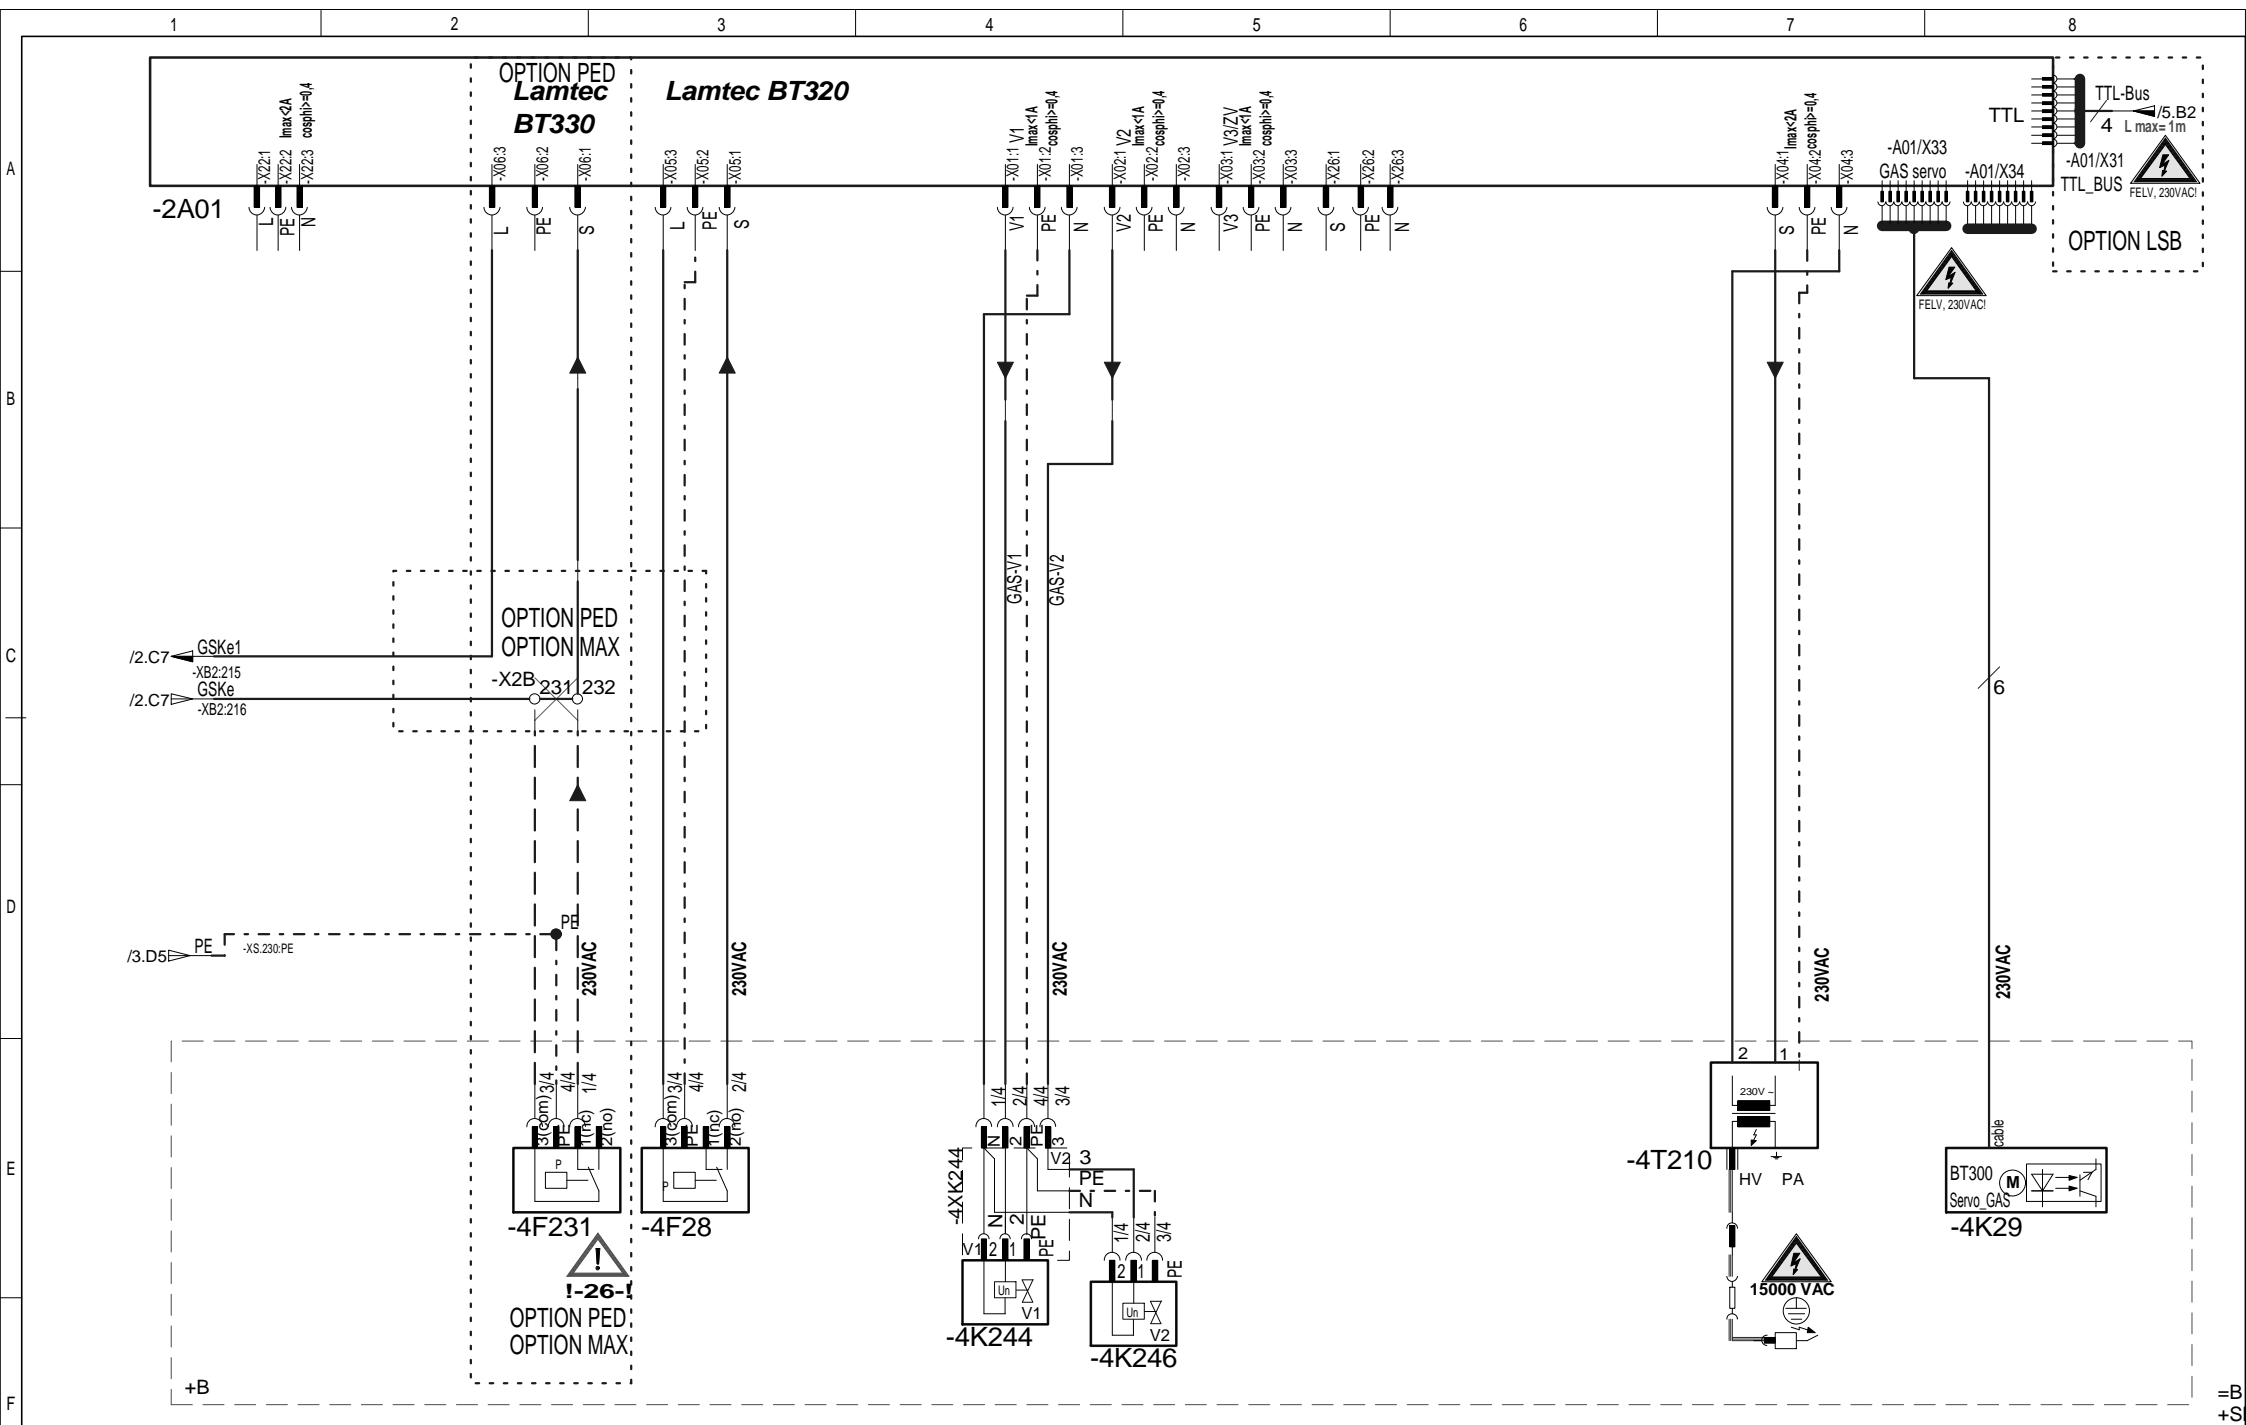 1 2 3 4 5 6 7 8
A
B
C
D
E
F
OPTION PED
Lamtec
BT330
Lamtec BT320
-2A01
-X22:1
-X22:2
-X22:3
Imax<2A
cosphi>=0,4
L
PE
N
-X06:3
-X06:2
-X06:1
L
PE
S
-X05:3
-X05:2
-X05:1
L
PE
S
-X01:1 V1
-X01:2
-X01:3
Imax<1A
cosphi>=0,4
V1
PE
N
-X02:1 V2
-X02:2
-X02:3
Imax<1A
cosphi>=0,4
V2
PE
N
-X03:1 V3/ZV
-X03:2
-X03:3
Imax<1A
cosphi>=0,4
V3
PE
N
-X26:1
-X26:2
-X26:3
S
PE
N
-X04:1
-X04:2
-X04:3
Imax<2A
cosphi>=0,4
S
PE
N
-A01/X33
GAS servo
-A01/X34
TTL
TTL-Bus
/5.B2
4
L max= 1m
-A01/X31
TTL_BUS
FELV, 230VAC!
OPTION LSB
FELV, 230VAC!
GAS-V1
GAS-V2
OPTION PED
OPTION MAX
/2.C7
GSKe1
-XB2:215
/2.C7
GSKe
-XB2:216
-X2B
231
232
6
/3.D5
PE
-XS.230:PE
PE
230VAC
230VAC
230VAC
230VAC
230VAC
3/4
4/4
1/4
3(com)
PE
1(nc)
2(no)
P
-4F231
!
!-26-!
OPTION PED
OPTION MAX
3/4
4/4
2/4
3(com)
PE
1(nc)
2(no)
P
-4F28
1/4
2/4
4/4
3/4
N
2
PE
3
-4XK244
V2
3
PE
N
N
2
PE
V1
2
1
PE
Un
V1
-4K244
1/4
2/4
3/4
2
1
PE
Un
V2
-4K246
2
1
230V ~
-4T210
HV
PA
15000 VAC
cable
BT300
M
Servo_GAS
-4K29
+B
=B